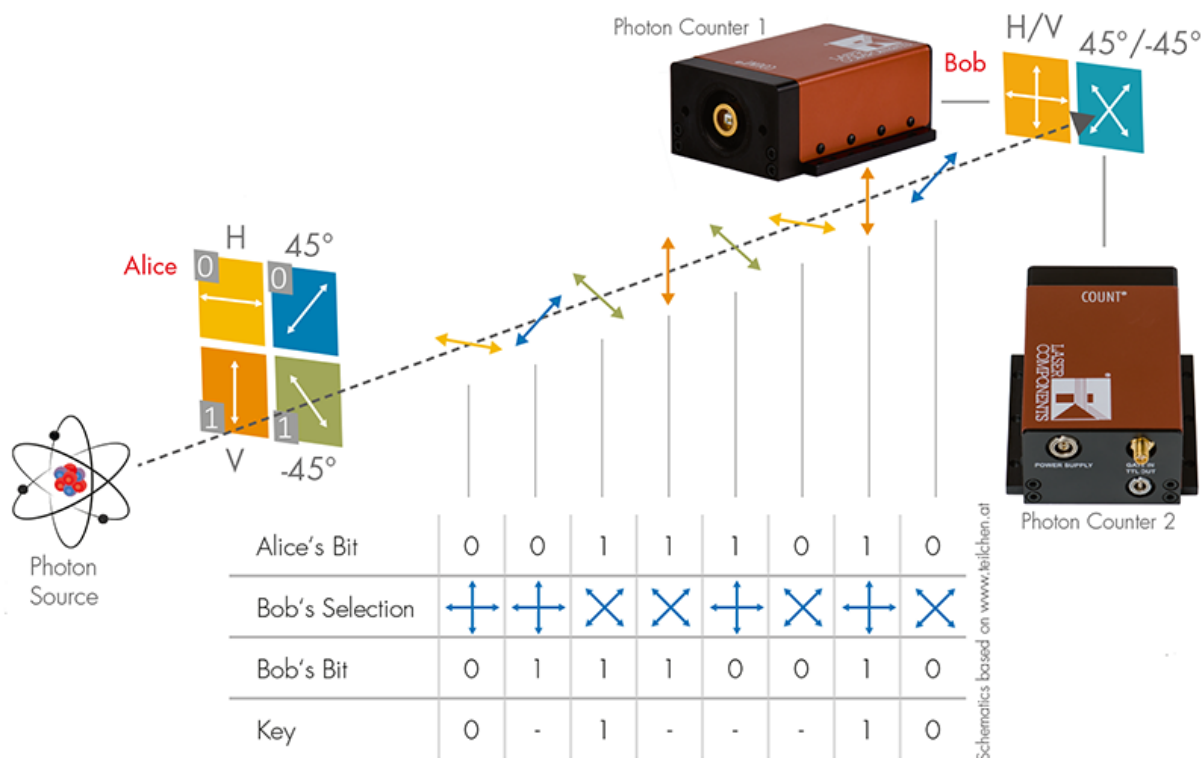 Photon Counter 1
Bob
H/V
45°/-45°
Alice
H
45°
0
0
1
1
V
-45°
COUNT®
LASER
COMPONENTS
POWER SUPPLY
GATE IN
TTL OUT
Photon Counter 2
Photon
Source
Alice's Bit 0 0 1 1 1 0 1 0
Bob's Selection
Bob's Bit 0 1 1 1 0 0 1 0
Key 0 - 1 - - - 1 0
Schematics based on www.teilchen.at